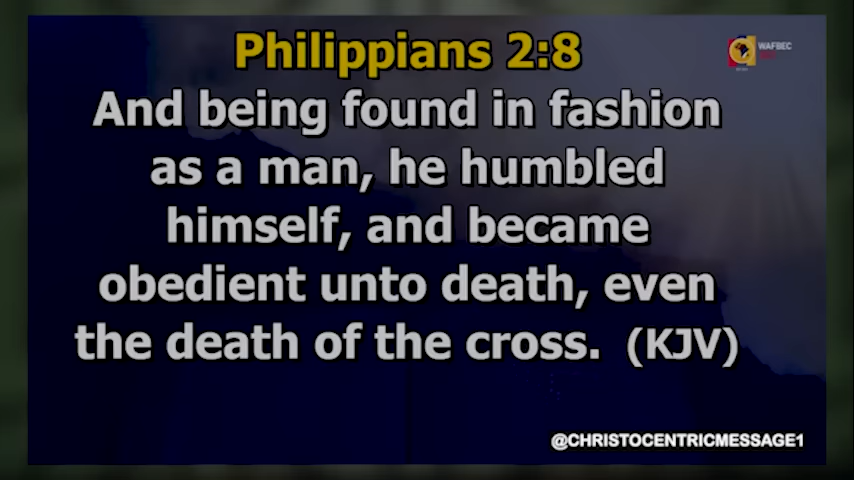 Philippians 2:8
WAFBEC
And being found in fashion
as a man, he humbled
himself, and became
obedient unto death, even
the death of the cross. (KJV)
@CHRISTOCENTRICMESSAGE1